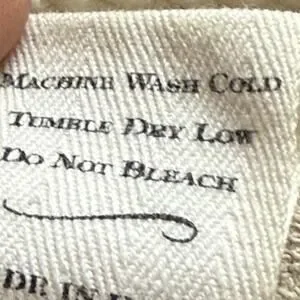 Machine Wash Cold
Tumble Dry Low
Do Not Bleach